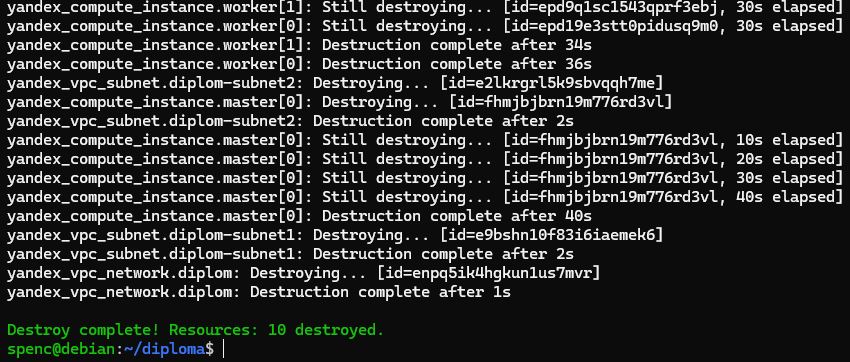 yandex_compute_instance.worker[1]: Still destroying... [id=epd9q1sc1543qprf3ebj, 30s elapsed]
yandex_compute_instance.worker[0]: Still destroying... [id=epd19e3stt0pidusq9m0, 30s elapsed]
yandex_compute_instance.worker[1]: Destruction complete after 34s
yandex_compute_instance.worker[0]: Destruction complete after 36s
yandex_vpc_subnet.diplom-subnet2: Destroying... [id=e2lkrgrl5k9sbvqqh7me]
yandex_compute_instance.master[0]: Destroying... [id=fhmjbjbrn19m776rd3vl]
yandex_vpc_subnet.diplom-subnet2: Destruction complete after 2s
yandex_compute_instance.master[0]: Still destroying... [id=fhmjbjbrn19m776rd3vl, 10s elapsed]
yandex_compute_instance.master[0]: Still destroying... [id=fhmjbjbrn19m776rd3vl, 20s elapsed]
yandex_compute_instance.master[0]: Still destroying... [id=fhmjbjbrn19m776rd3vl, 30s elapsed]
yandex_compute_instance.master[0]: Still destroying... [id=fhmjbjbrn19m776rd3vl, 40s elapsed]
yandex_compute_instance.master[0]: Destruction complete after 40s
yandex_vpc_subnet.diplom-subnet1: Destroying... [id=e9bshn10f83i6iaemek6]
yandex_vpc_subnet.diplom-subnet1: Destruction complete after 2s
yandex_vpc_network.diplom: Destroying... [id=enpq5ik4hgkun1us7mvr]
yandex_vpc_network.diplom: Destruction complete after 1s
Destroy complete! Resources: 10 destroyed.
spenc@debian:~/diploma$